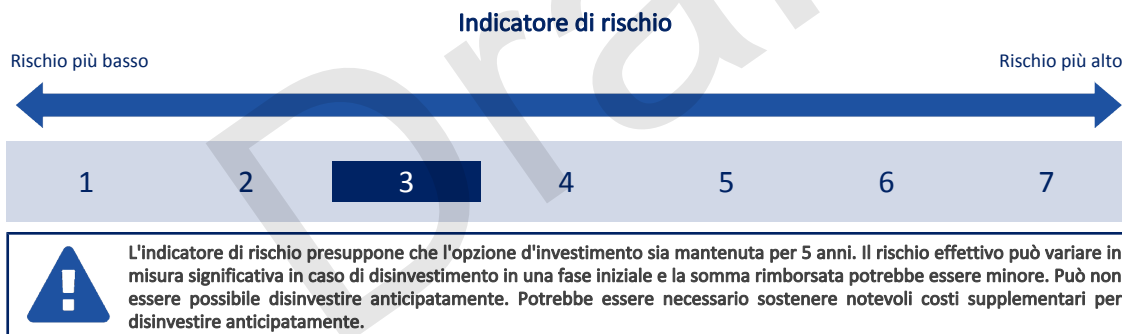 Indicatore di rischio
Rischio più basso
Rischio più alto
1 2 3 4 5 6 7
L'indicatore di rischio presuppone che l'opzione d'investimento sia mantenuta per 5 anni. Il rischio effettivo può variare in
misura significativa in caso di disinvestimento in una fase iniziale e la somma rimborsata potrebbe essere minore. Può non
essere possibile disinvestire anticipatamente. Potrebbe essere necessario sostenere notevoli costi supplementari per
disinvestire anticipatamente.